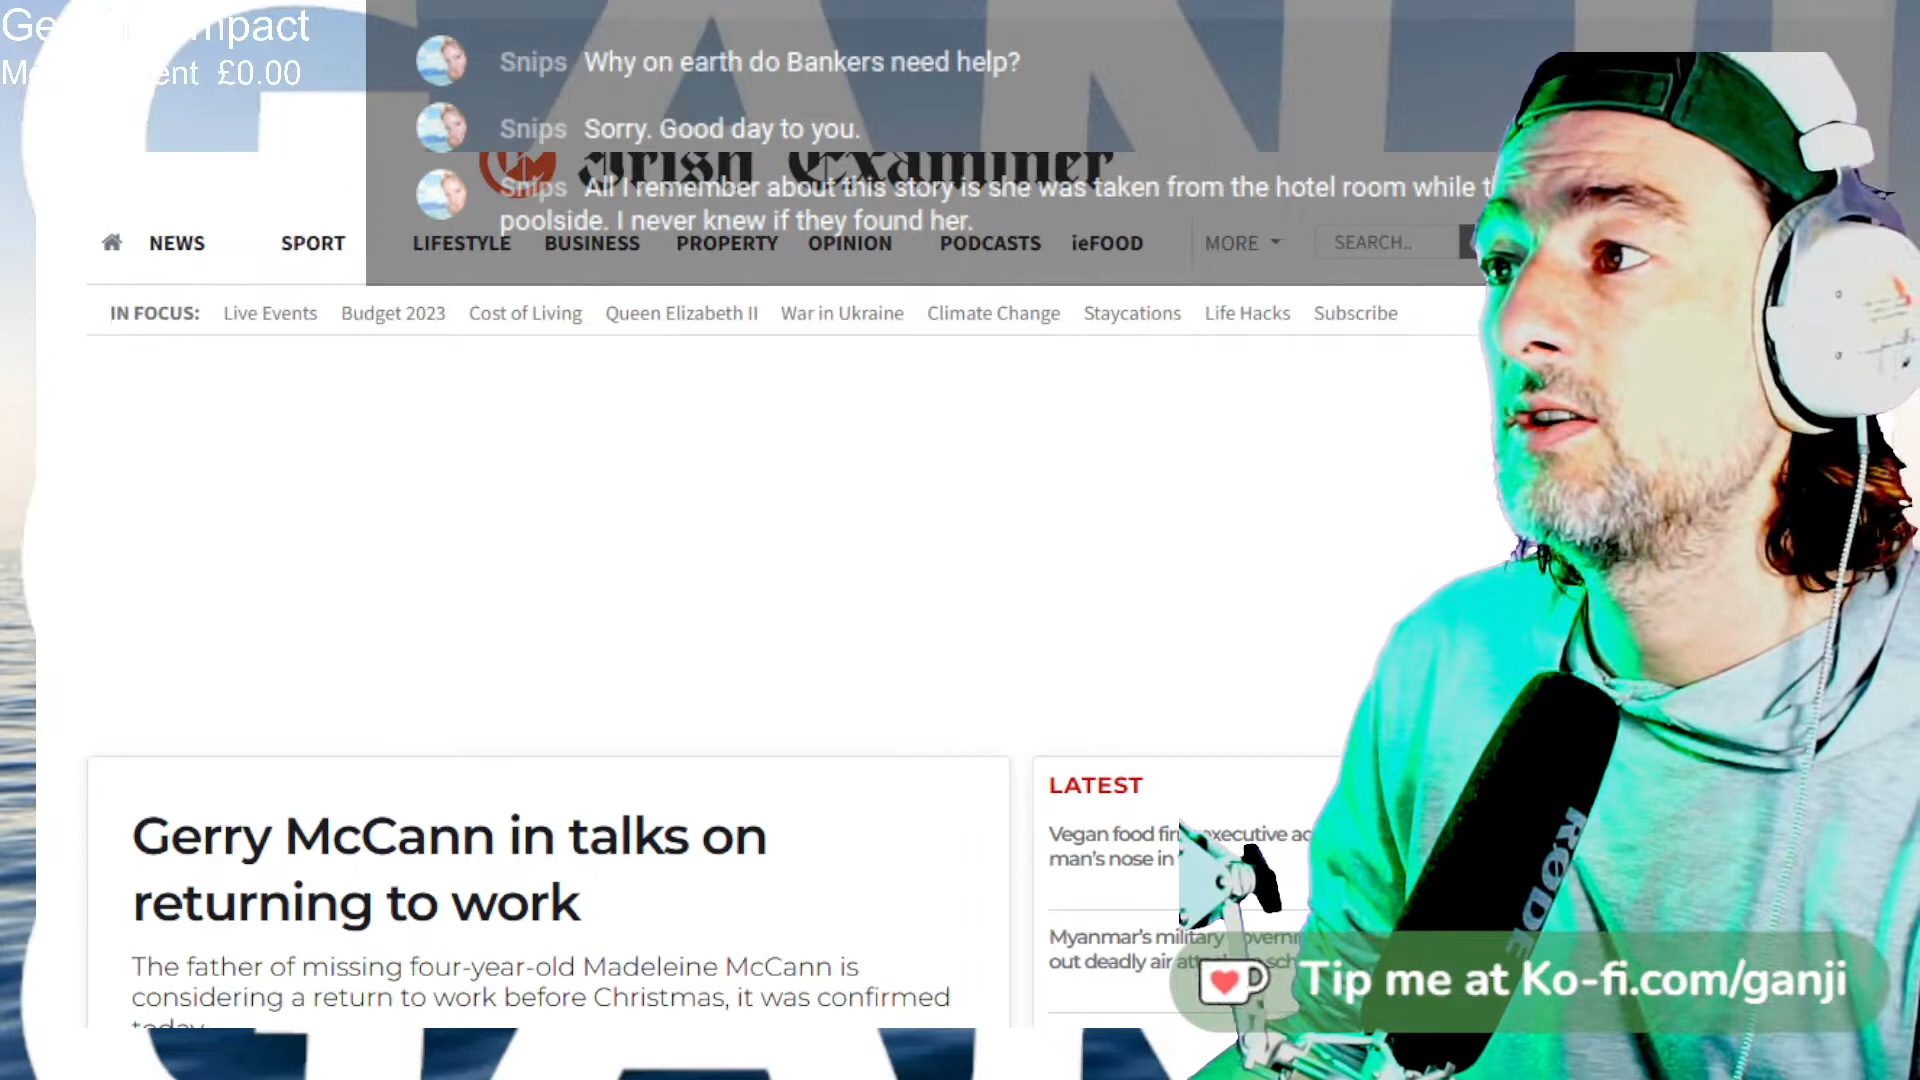 £0.00
Snips Why on earth do Bankers need help?
Snips Sorry. Good day to you.
Irish Examiner
Snips All I remember about this story is she was taken from the hotel room while
poolside. I never knew if they found her.
NEWS SPORT LIFESTYLE BUSINESS PROPERTY OPINION PODCASTS ieFOOD MORE SEARCH..
IN FOCUS: Live Events Budget 2023 Cost of Living Queen Elizabeth II War in Ukraine Climate Change Staycations Life Hacks Subscribe
Gerry McCann in talks on
returning to work
The father of missing four-year-old Madeleine McCann is
considering a return to work before Christmas, it was confirmed
today
LATEST
Vegan food executive
man's nose in
Myanmar's military
out deadly air
RØDE
Tip me at Ko-fi.com/ganji